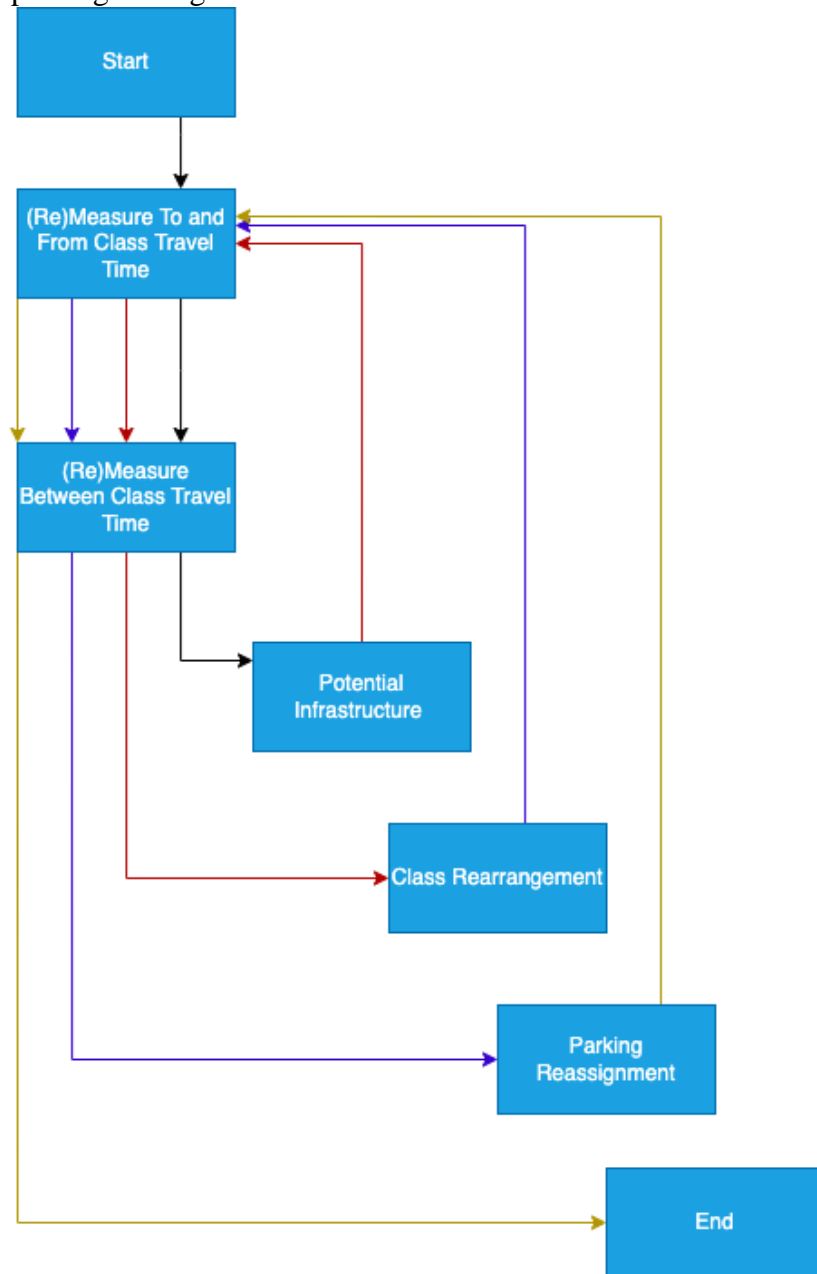 Start
(Re)Measure To and
From Class Travel
Time
(Re)Measure
Between Class Travel
Time
Potential
Infrastructure
Class Rearrangement
Parking
Reassignment
End